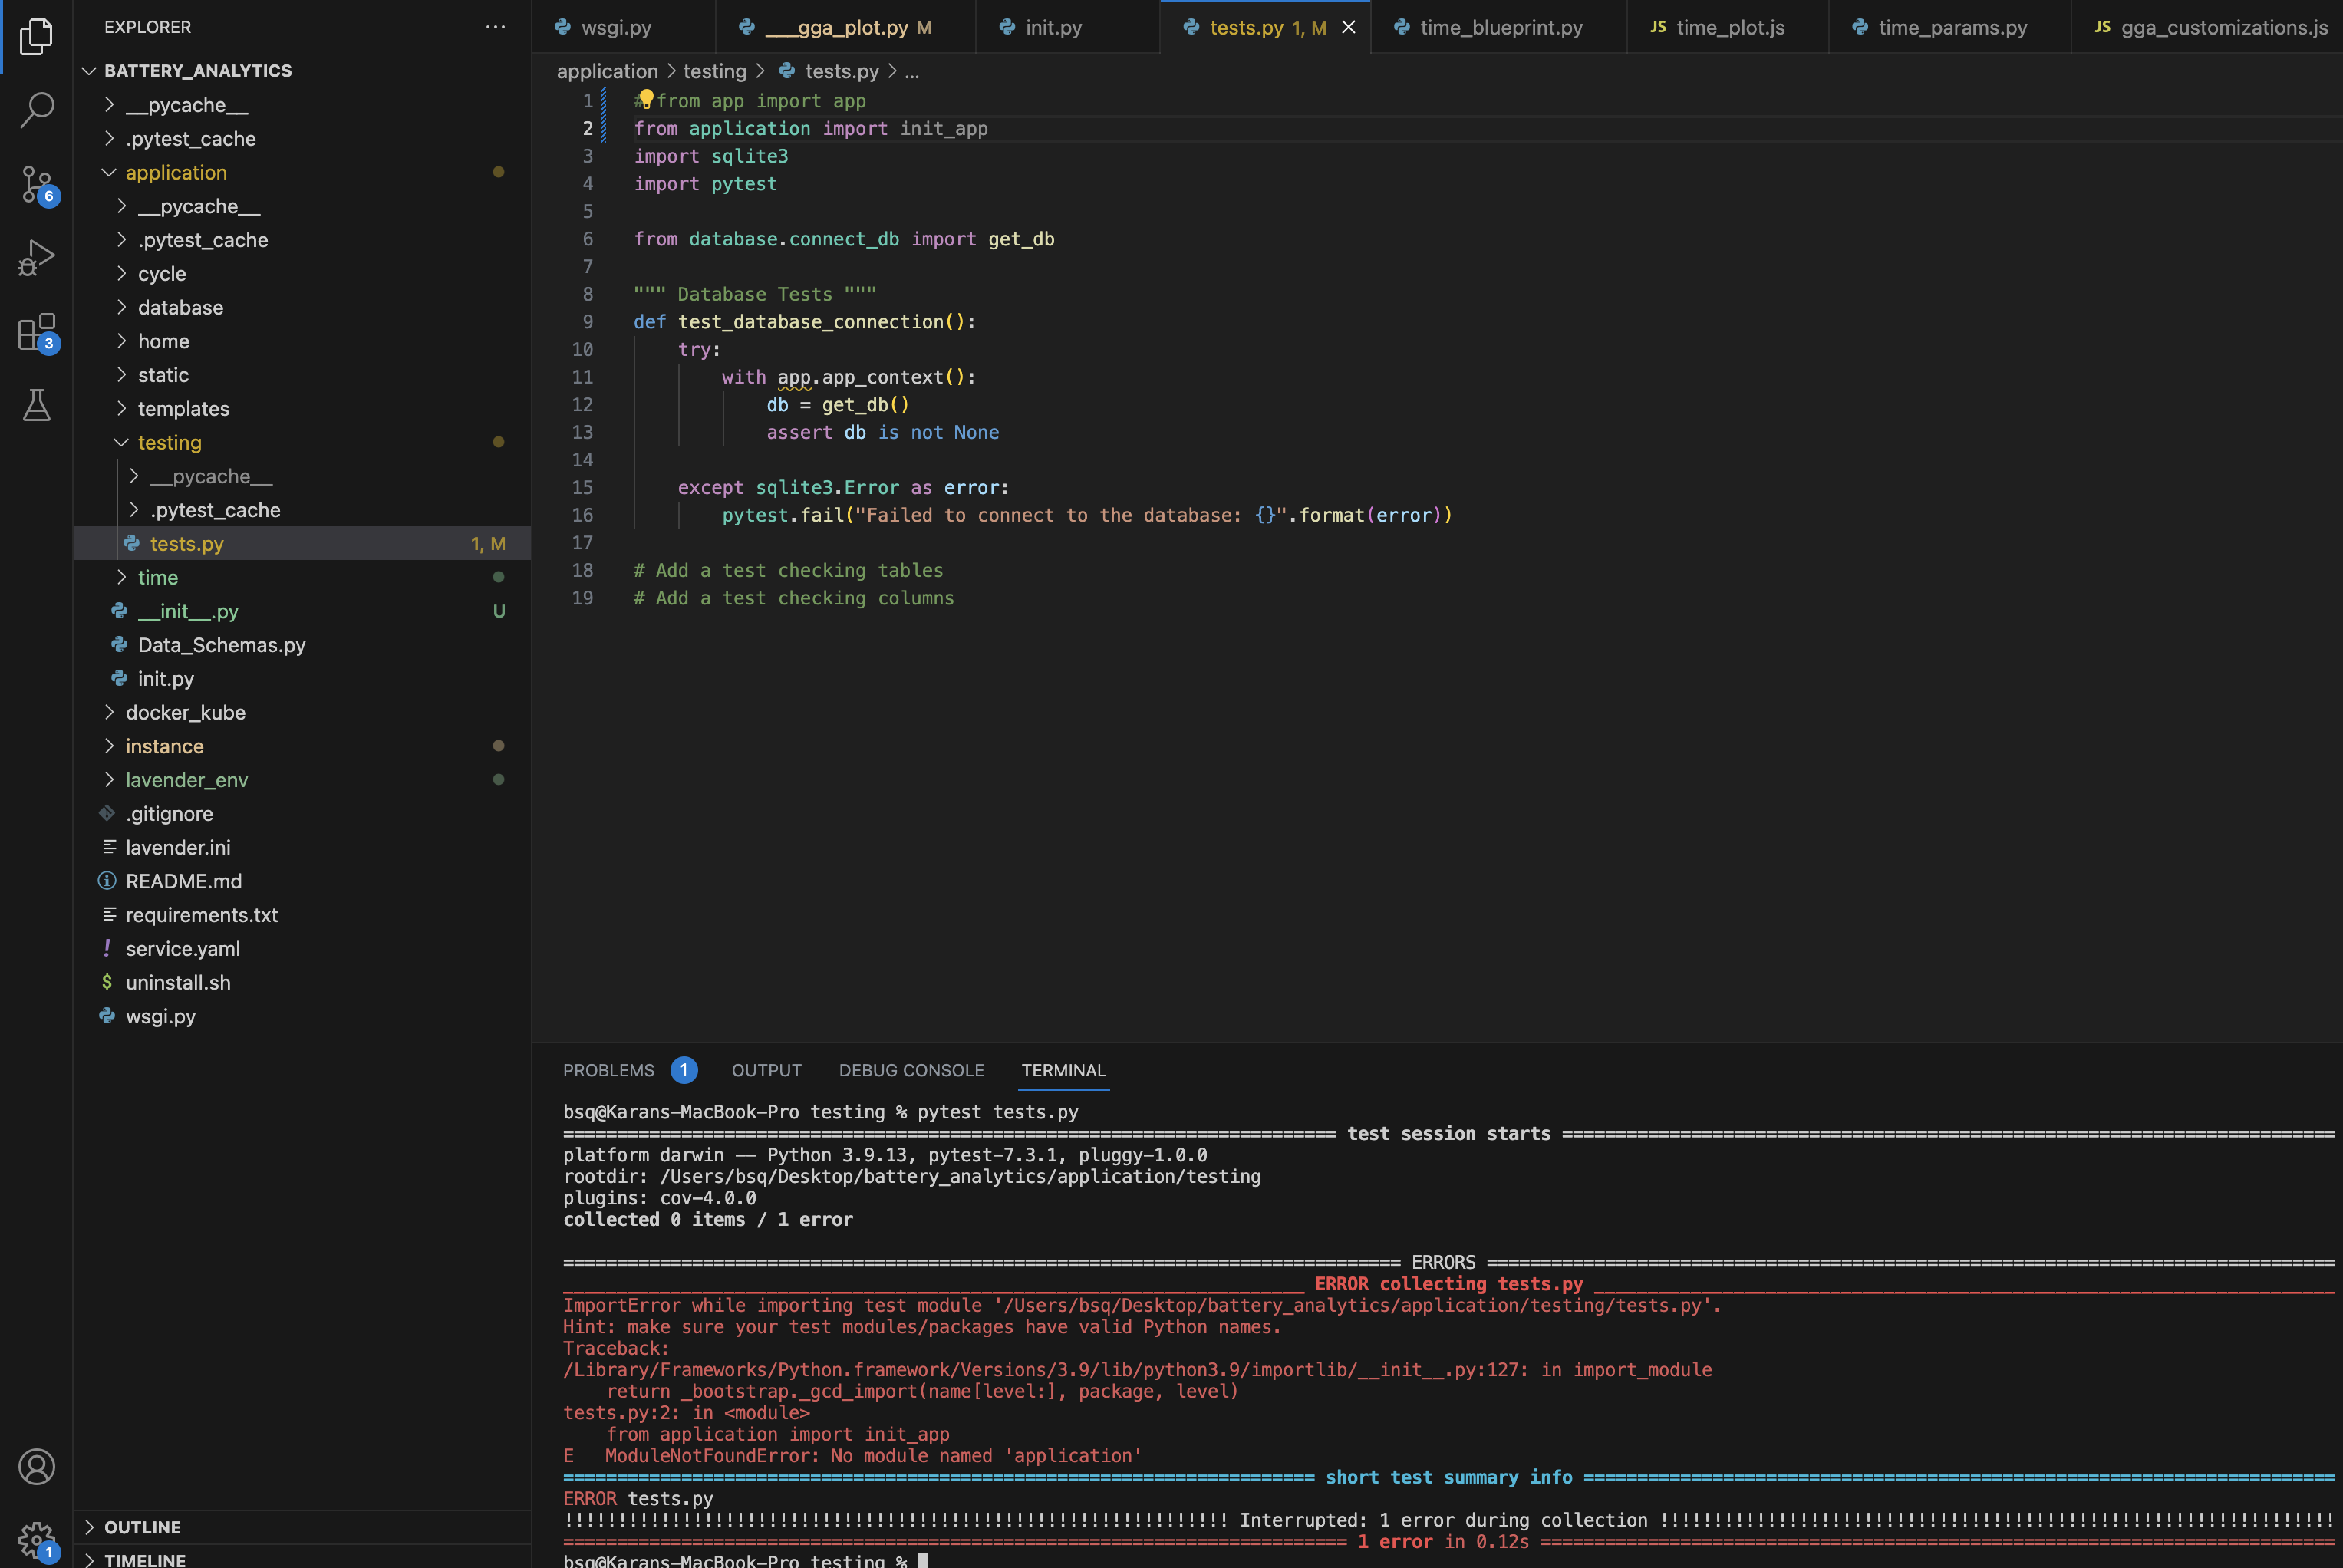 EXPLORER
BATTERY_ANALYTICS
__pycache__
.pytest_cache
application
__pycache__
.pytest_cache
cycle
database
home
static
templates
testing
__pycache__
.pytest_cache
tests.py 1, M
time
__init__.py U
Data_Schemas.py
init.py
docker_kube
instance
lavender_env
.gitignore
lavender.ini
README.md
requirements.txt
service.yaml
uninstall.sh
wsgi.py
OUTLINE
TIMELINE
6
3
1
wsgi.py
___gga_plot.py M
init.py
tests.py 1, M
time_blueprint.py
JS time_plot.js
time_params.py
JS gga_customizations.js
application > testing > tests.py > ...
1 # from app import app
2 from application import init_app
3 import sqlite3
4 import pytest
5
6 from database.connect_db import get_db
7
8 """ Database Tests """
9 def test_database_connection():
10 try:
11 with app.app_context():
12 db = get_db()
13 assert db is not None
14
15 except sqlite3.Error as error:
16 pytest.fail("Failed to connect to the database: {}".format(error))
17
18 # Add a test checking tables
19 # Add a test checking columns
PROBLEMS 1 OUTPUT DEBUG CONSOLE TERMINAL
bsq@Karans-MacBook-Pro testing % pytest tests.py
=== test session starts ===
platform darwin -- Python 3.9.13, pytest-7.3.1, pluggy-1.0.0
rootdir: /Users/bsq/Desktop/battery_analytics/application/testing
plugins: cov-4.0.0
collected 0 items / 1 error
=== ERRORS ===
___ ERROR collecting tests.py ___
ImportError while importing test module '/Users/bsq/Desktop/battery_analytics/application/testing/tests.py'.
Hint: make sure your test modules/packages have valid Python names.
Traceback:
/Library/Frameworks/Python.framework/Versions/3.9/lib/python3.9/importlib/__init__.py:127: in import_module
return _bootstrap._gcd_import(name[level:], package, level)
tests.py:2: in <module>
from application import init_app
E ModuleNotFoundError: No module named 'application'
=== short test summary info ===
ERROR tests.py
!!! Interrupted: 1 error during collection !!!
=== 1 error in 0.12s ===
bsq@Karans-MacBook-Pro testing %